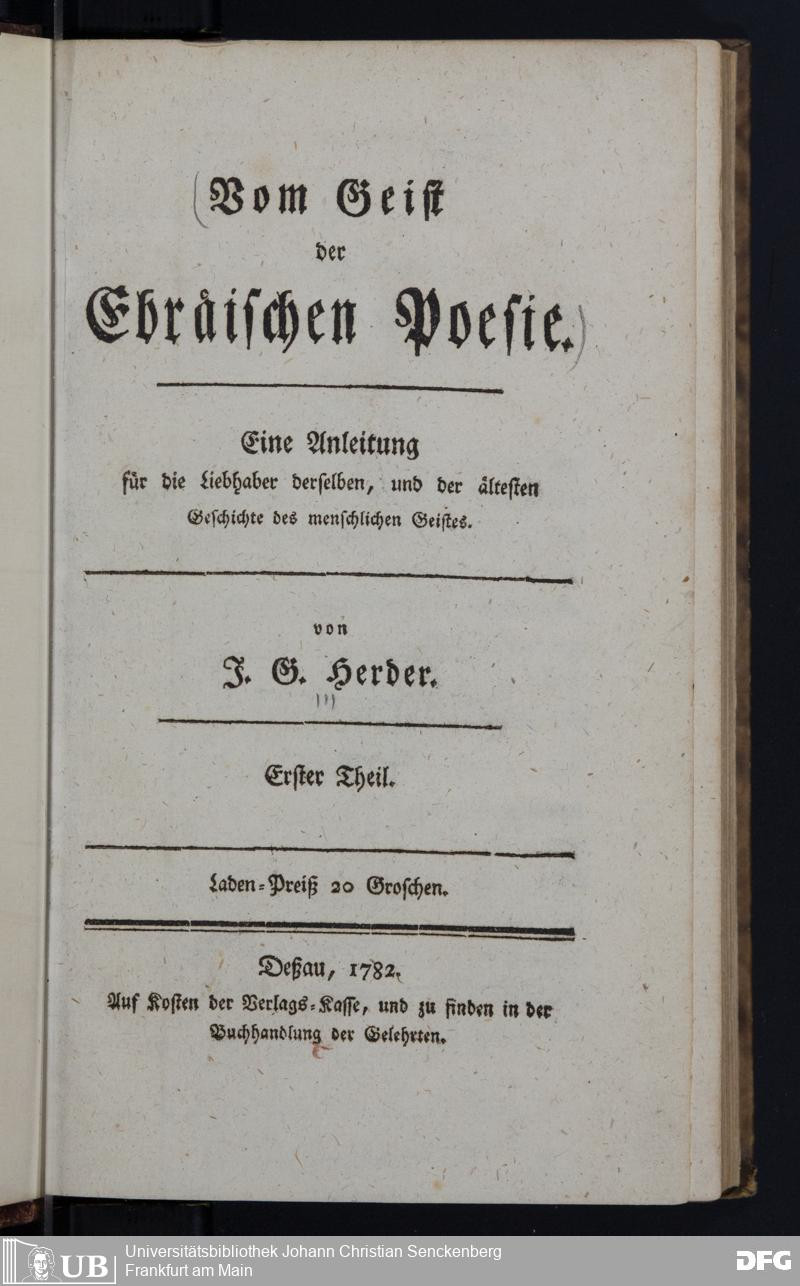 Vom Geist
der
Ebräischen Poesie.
Eine Anleitung
für die Liebhaber derselben, und der ältesten
Geschichte des menschlichen Geistes.
von
J. G. Herder.
Erster Theil.
Laden-Preiß 20 Groschen.
Deßau, 1782.
Auf Kosten der Verlags-Kasse, und zu finden in der
Buchhandlung der Gelehrten.
UB
Universitätsbibliothek Johann Christian Senckenberg
Frankfurt am Main
DFG